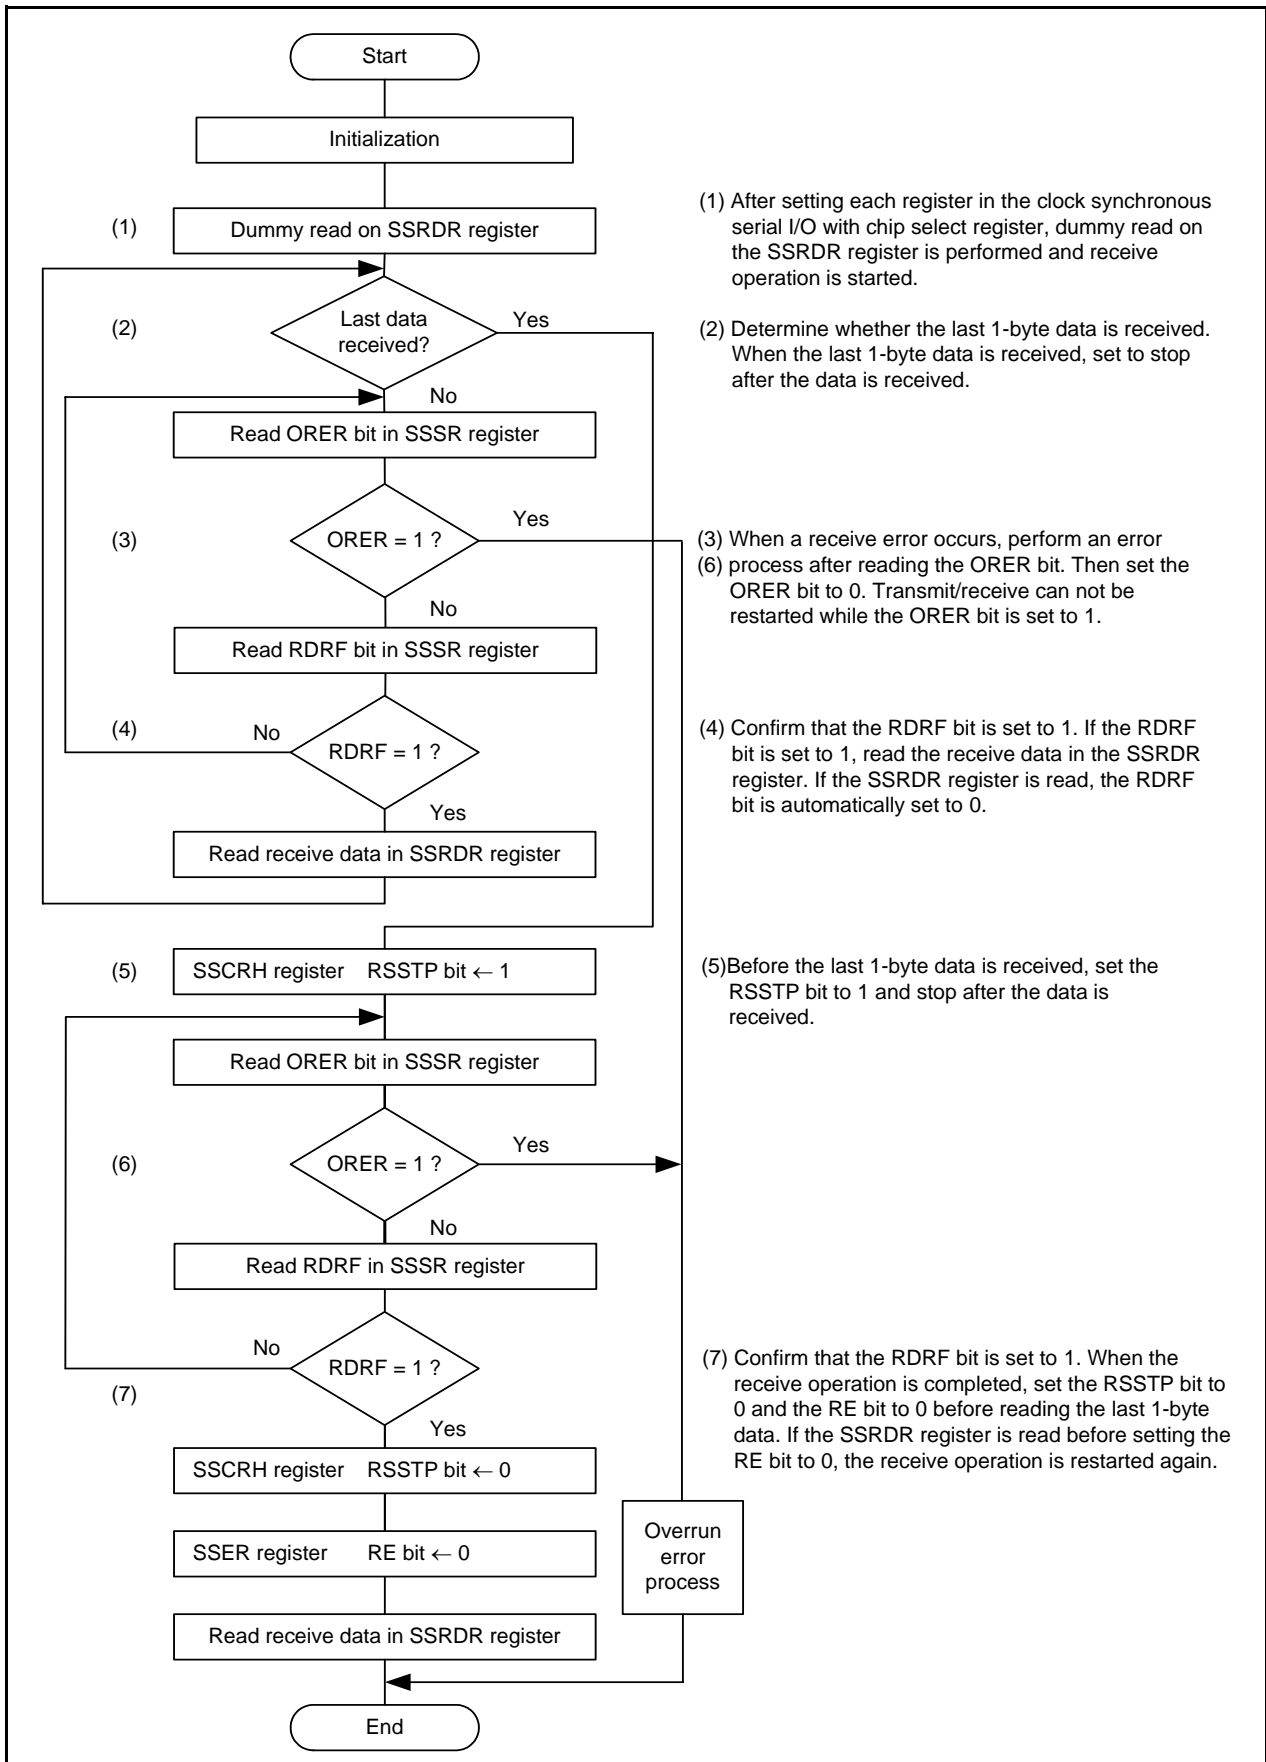 Start
Initialization
(1)
Dummy read on SSRDR register
(1) After setting each register in the clock synchronous
serial I/O with chip select register, dummy read on
the SSRDR register is performed and receive
operation is started.
(2)
Last data
received?
Yes
No
(2) Determine whether the last 1-byte data is received.
When the last 1-byte data is received, set to stop
after the data is received.
Read ORER bit in SSSR register
(3)
ORER = 1 ?
Yes
No
(3) When a receive error occurs, perform an error
(6) process after reading the ORER bit. Then set the
ORER bit to 0. Transmit/receive can not be
restarted while the ORER bit is set to 1.
Read RDRF bit in SSSR register
(4)
No
RDRF = 1 ?
Yes
(4) Confirm that the RDRF bit is set to 1. If the RDRF
bit is set to 1, read the receive data in the SSRDR
register. If the SSRDR register is read, the RDRF
bit is automatically set to 0.
Read receive data in SSRDR register
(5)
SSCRH register RSSTP bit ← 1
(5)Before the last 1-byte data is received, set the
RSSTP bit to 1 and stop after the data is
received.
Read ORER bit in SSSR register
(6)
ORER = 1 ?
Yes
No
Read RDRF in SSSR register
No
RDRF = 1 ?
(7)
Yes
(7) Confirm that the RDRF bit is set to 1. When the
receive operation is completed, set the RSSTP bit to
0 and the RE bit to 0 before reading the last 1-byte
data. If the SSRDR register is read before setting the
RE bit to 0, the receive operation is restarted again.
SSCRH register RSSTP bit ← 0
SSER register RE bit ← 0
Overrun
error
process
Read receive data in SSRDR register
End